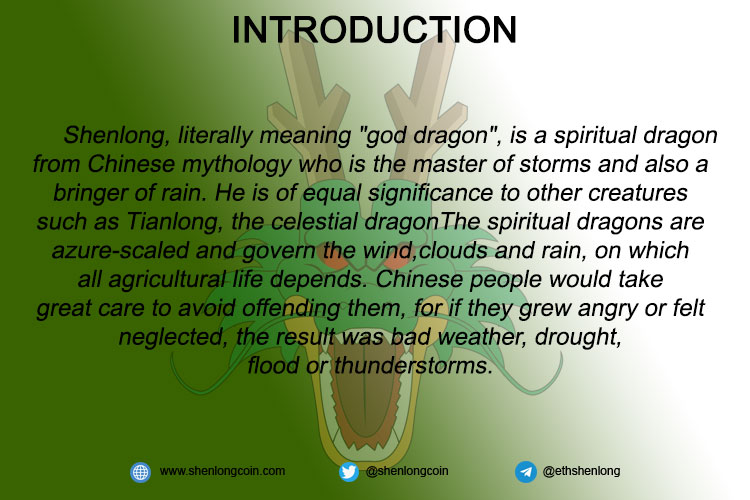 INTRODUCTION
Shenlong, literally meaning "god dragon", is a spiritual dragon
from Chinese mythology who is the master of storms and also a
bringer of rain. He is of equal significance to other creatures
such as Tianlong, the celestial dragonThe spiritual dragons are
azure-scaled and govern the wind,clouds and rain, on which
all agricultural life depends. Chinese people would take
great care to avoid offending them, for if they grew angry or felt
neglected, the result was bad weather, drought,
flood or thunderstorms.
www.shenlongcoin.com @shenlongcoin @ethshenlong